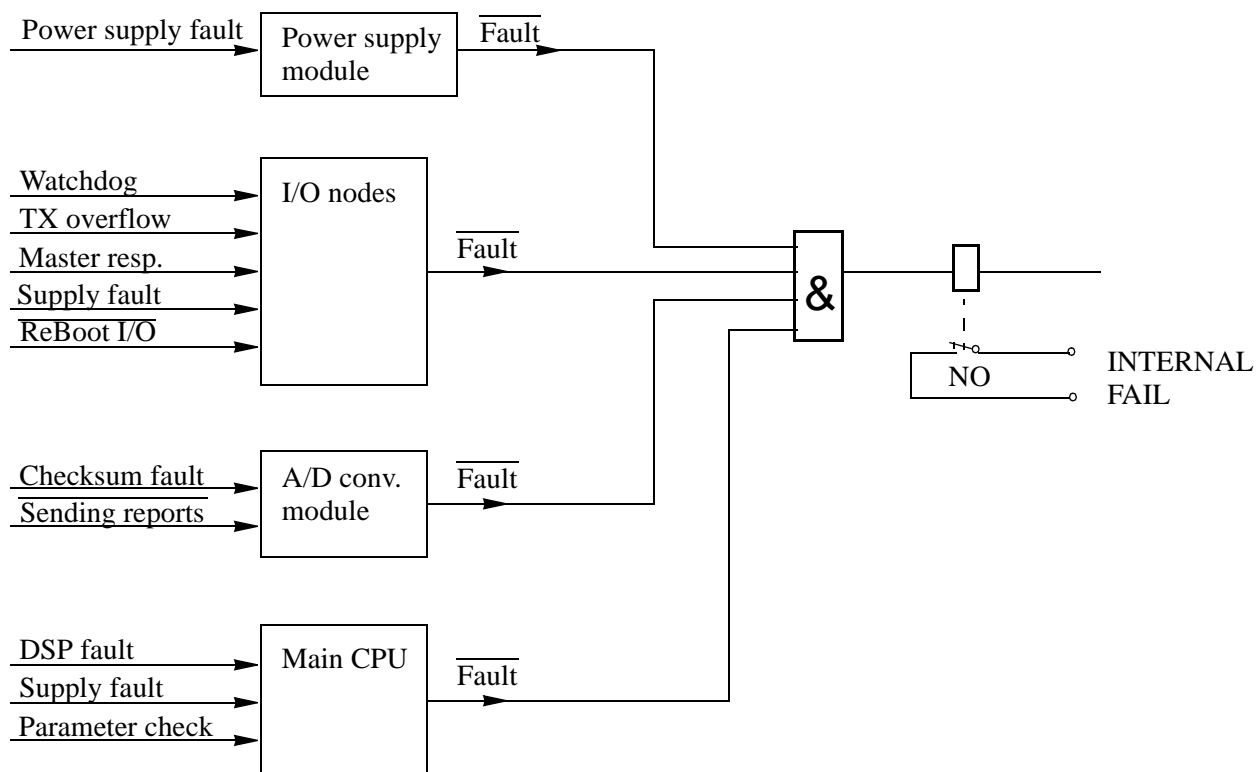 Power supply fault
Power supply
module
Fault
Watchdog
TX overflow
Master resp.
Supply fault
ReBoot I/O
I/O nodes
Fault
&
NO
INTERNAL
FAIL
Checksum fault
Sending reports
A/D conv.
module
Fault
DSP fault
Supply fault
Parameter check
Main CPU
Fault